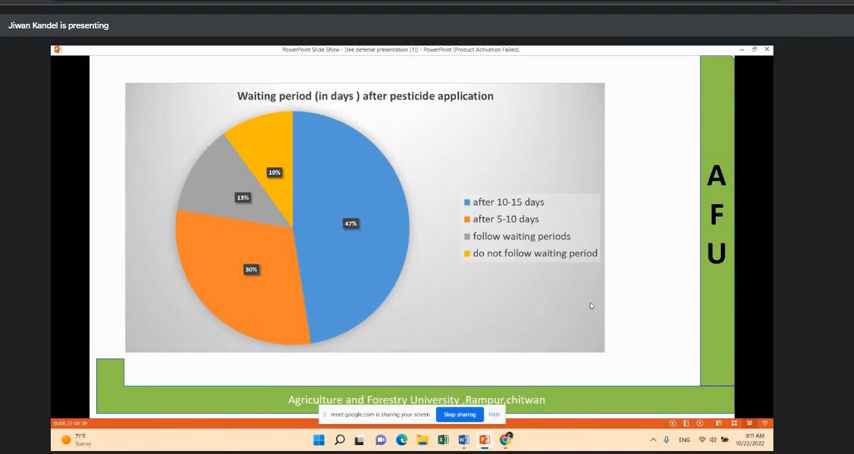 Jiwan Kandel is presenting
PowerPoint Slide Show - [lee defense presentation (1)] - PowerPoint (Product Activation Failed)
Waiting period (in days ) after pesticide application
10%
13%
47%
30%
after 10-15 days
after 5-10 days
follow waiting periods
do not follow waiting period
A
F
U
Agriculture and Forestry University ,Rampur,chitwan
meet.google.com is sharing your screen.
Stop sharing
Hide
71°F
Sunny
ENG
9:11 AM
10/22/2022